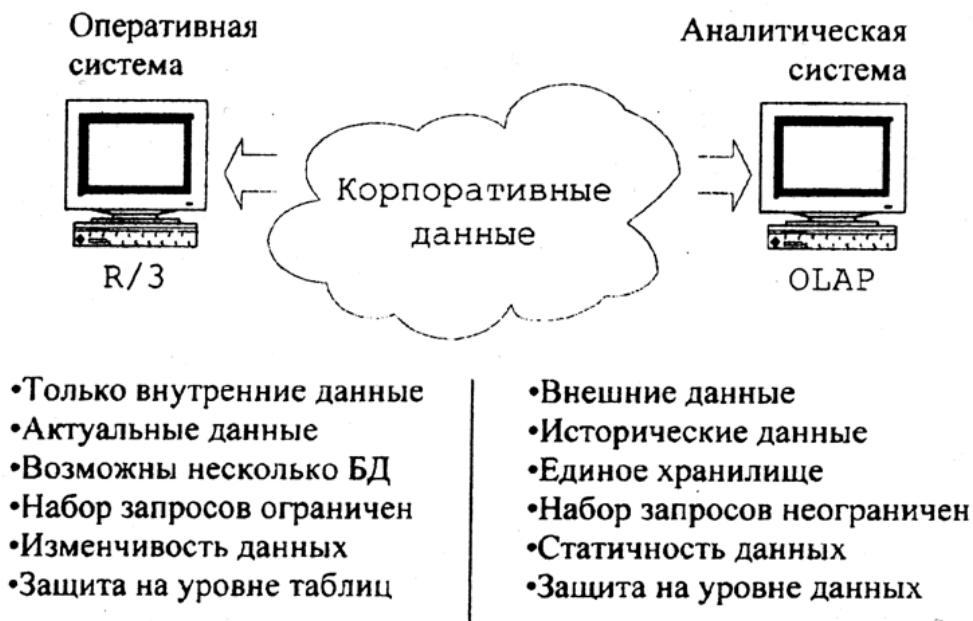 Оперативная
система
Аналитическая
система
Корпоративные
данные
R/3
OLAP
•Только внутренние данные
•Актуальные данные
•Возможны несколько БД
•Набор запросов ограничен
•Изменчивость данных
•Защита на уровне таблиц
•Внешние данные
•Исторические данные
•Единое хранилище
•Набор запросов неограничен
•Статичность данных
•Защита на уровне данных